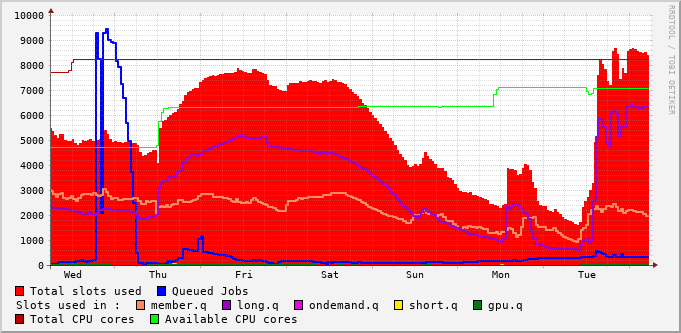 10000
9000
8000
7000
6000
5000
4000
3000
2000
1000
0
Wed Thu Fri Sat Sun Mon Tue
RRDTOOL / TOBI OETIKER
Total slots used Queued Jobs
Slots used in : member.q long.q ondemand.q short.q gpu.q
Total CPU cores Available CPU cores